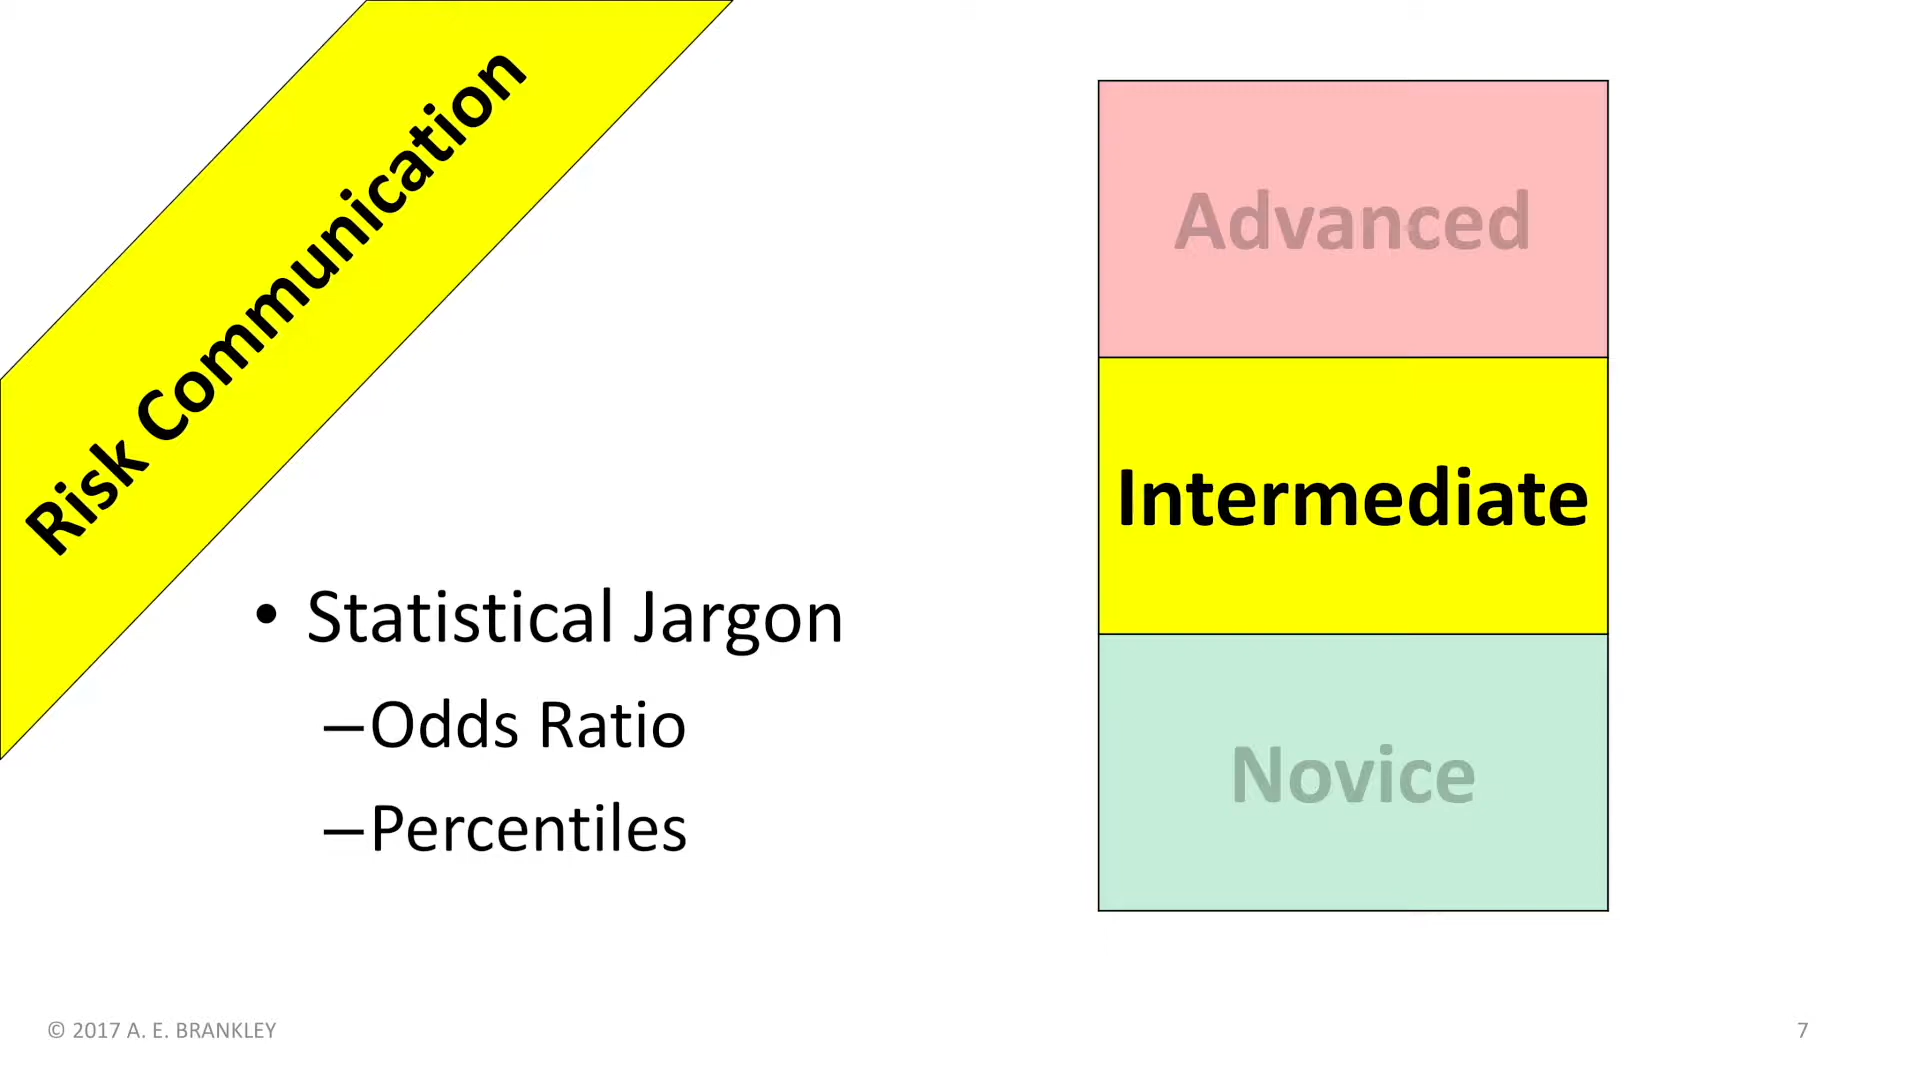 Risk Communication
Advanced
Intermediate
Novice
• Statistical Jargon
–Odds Ratio
–Percentiles
© 2017 A. E. BRANKLEY
7